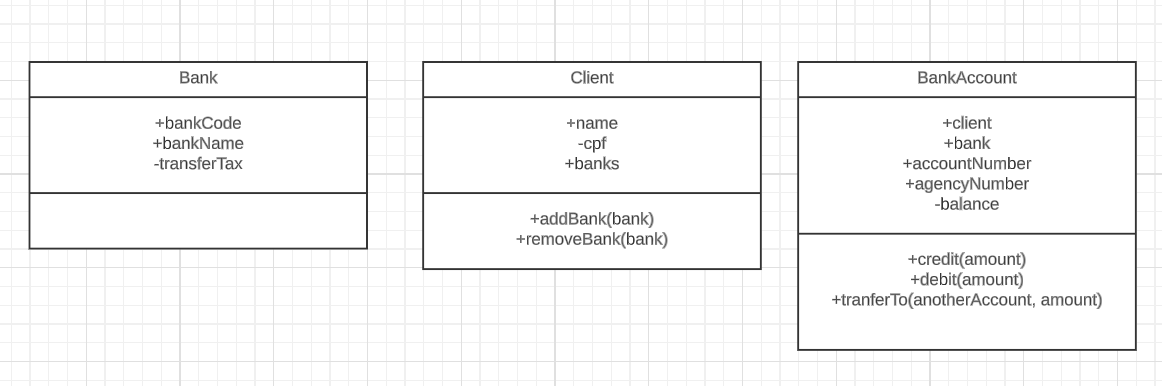 Bank
+bankCode
+bankName
-transferTax
Client
+name
-cpf
+banks
+addBank(bank)
+removeBank(bank)
BankAccount
+client
+bank
+accountNumber
+agencyNumber
-balance
+credit(amount)
+debit(amount)
+tranferTo(anotherAccount, amount)